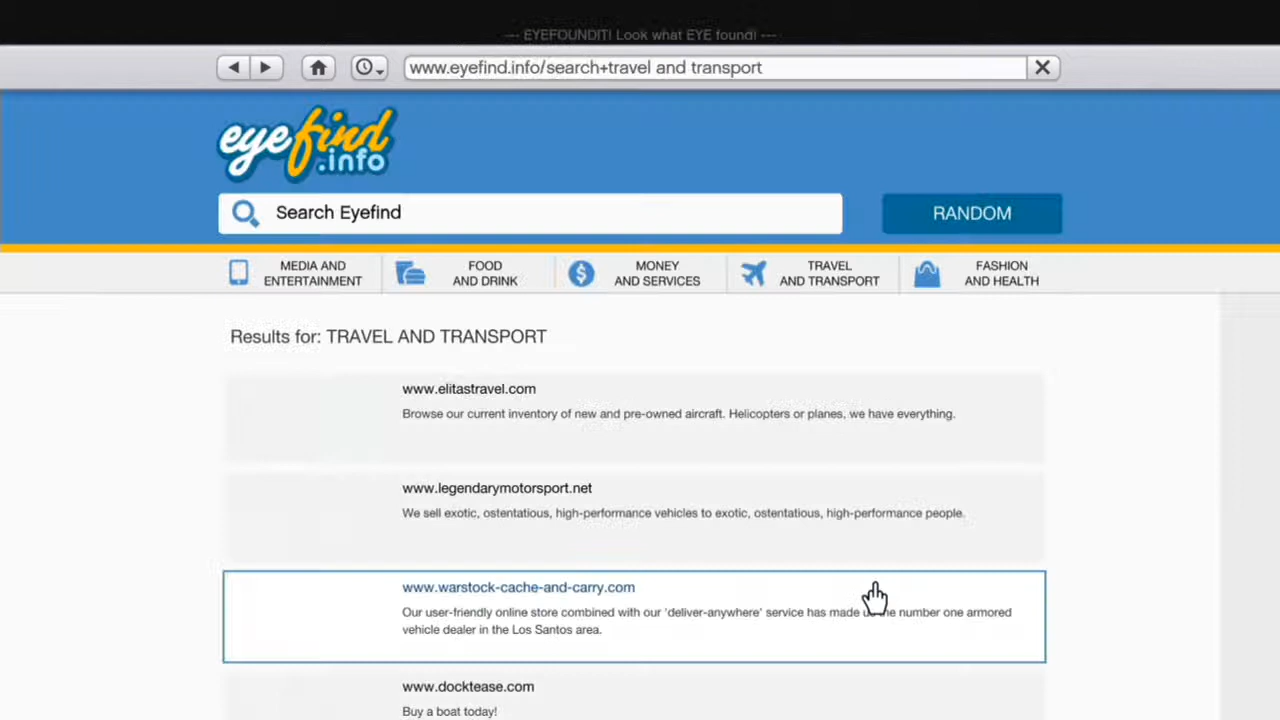 --- EYEFOUNDIT! Look what EYE found! ---
www.eyefind.info/search+travel and transport
eyefind
.info
Search Eyefind
RANDOM
MEDIA AND
ENTERTAINMENT
FOOD
AND DRINK
MONEY
AND SERVICES
TRAVEL
AND TRANSPORT
FASHION
AND HEALTH
Results for: TRAVEL AND TRANSPORT
www.elitastravel.com
Browse our current inventory of new and pre-owned aircraft. Helicopters or planes, we have everything.
www.legendarymotorsport.net
We sell exotic, ostentatious, high-performance vehicles to exotic, ostentatious, high-performance people.
www.warstock-cache-and-carry.com
Our user-friendly online store combined with our 'deliver-anywhere' service has made us the number one armored
vehicle dealer in the Los Santos area.
www.docktease.com
Buy a boat today!